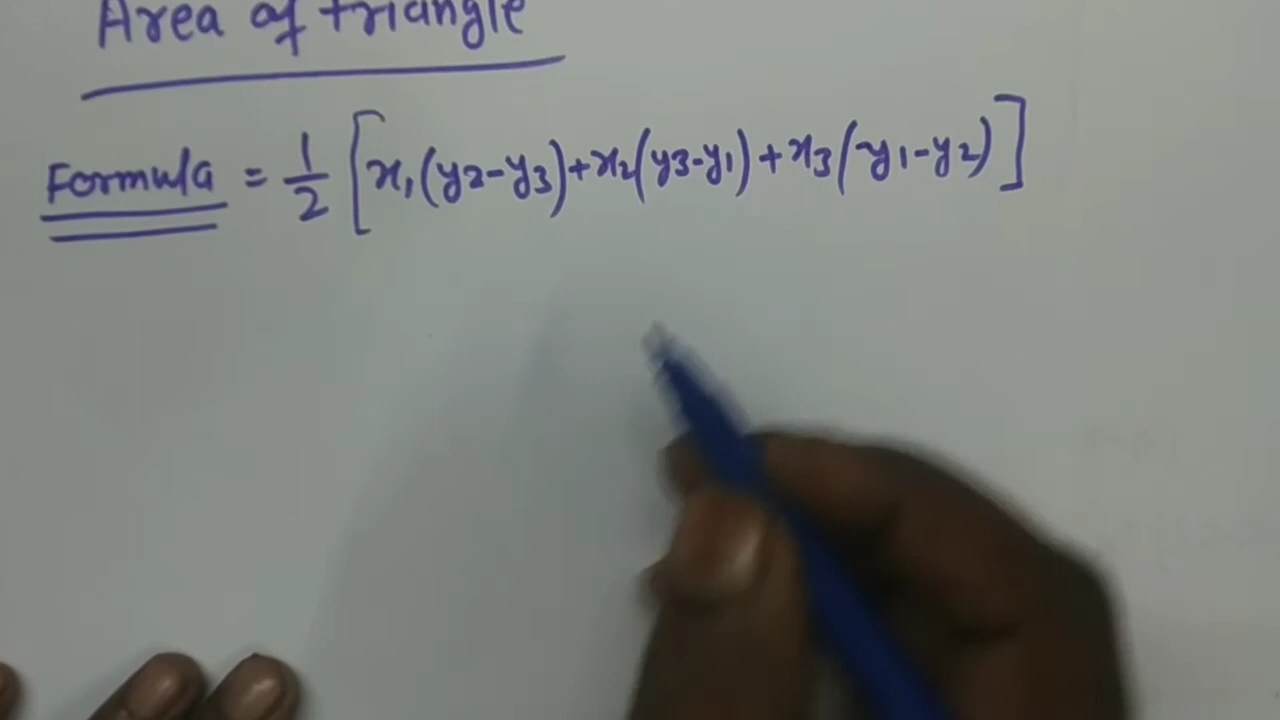 Area of triangle
Formula = 1/2 [x1(y2-y3)+x2(y3-y1)+x3(y1-y2)]